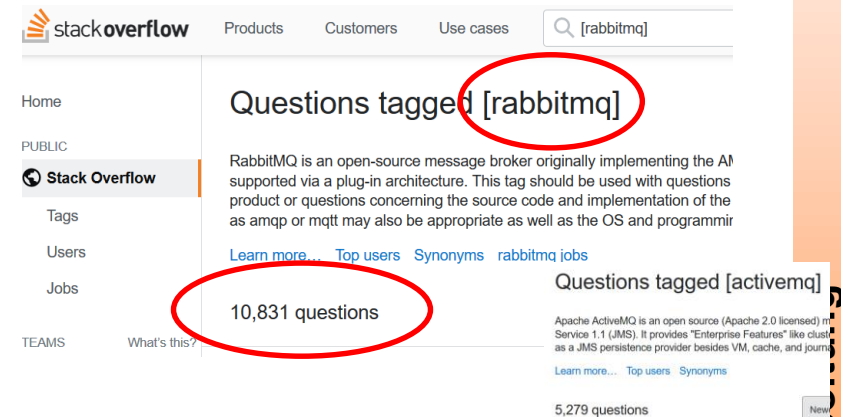 stackoverflow Products Customers Use cases [rabbitmq]
Home
PUBLIC
Stack Overflow
Tags
Users
Jobs
TEAMS What's this?
Questions tagged [rabbitmq]
RabbitMQ is an open-source message broker originally implementing the AM
supported via a plug-in architecture. This tag should be used with questions
product or questions concerning the source code and implementation of the
as amqp or mqtt may also be appropriate as well as the OS and programmin
Learn more… Top users Synonyms rabbitmq jobs
10,831 questions
Questions tagged [activemq]
Apache ActiveMQ is an open source (Apache 2.0 licensed) m
Service 1.1 (JMS). It provides "Enterprise Features" like clust
as a JMS persistence provider besides VM, cache, and journa
Learn more… Top users Synonyms
5,279 questions
New